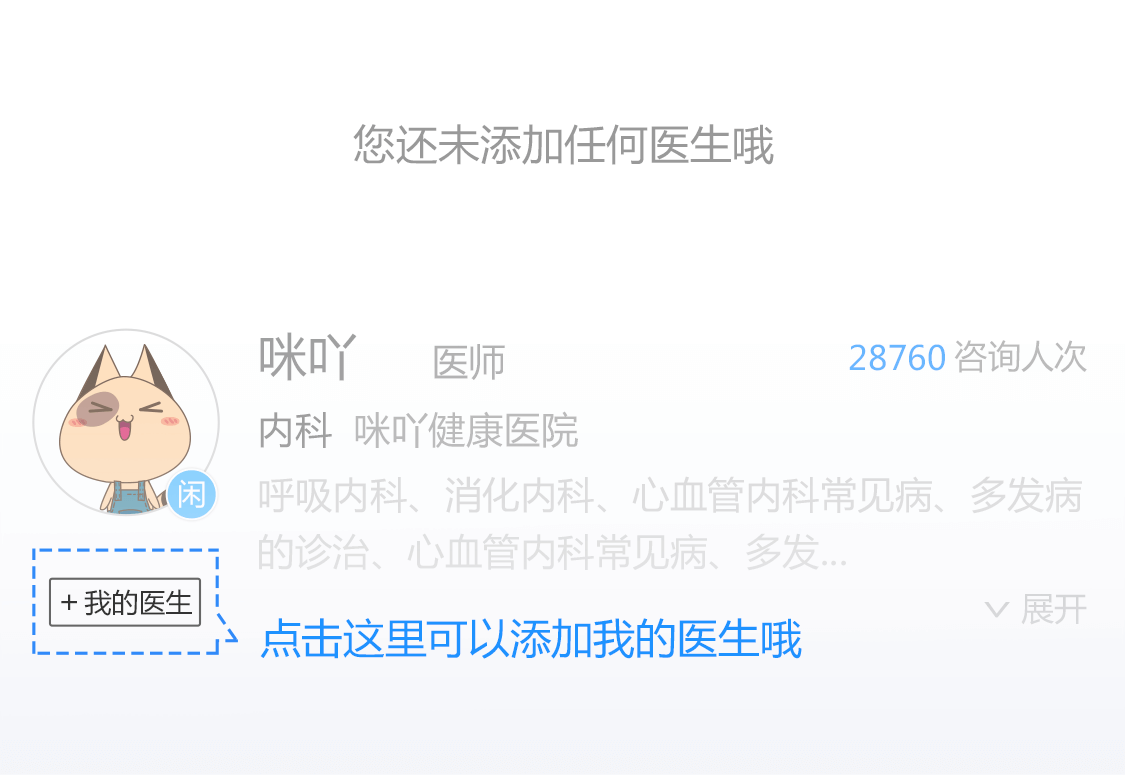 您还未添加任何医生哦
咪吖 医师 28760 咨询人次
内科 咪吖健康医院
呼吸内科、消化内科、心血管内科常见病、多发病
的诊治、心血管内科常见病、多发...
闲
+ 我的医生
展开
点击这里可以添加我的医生哦